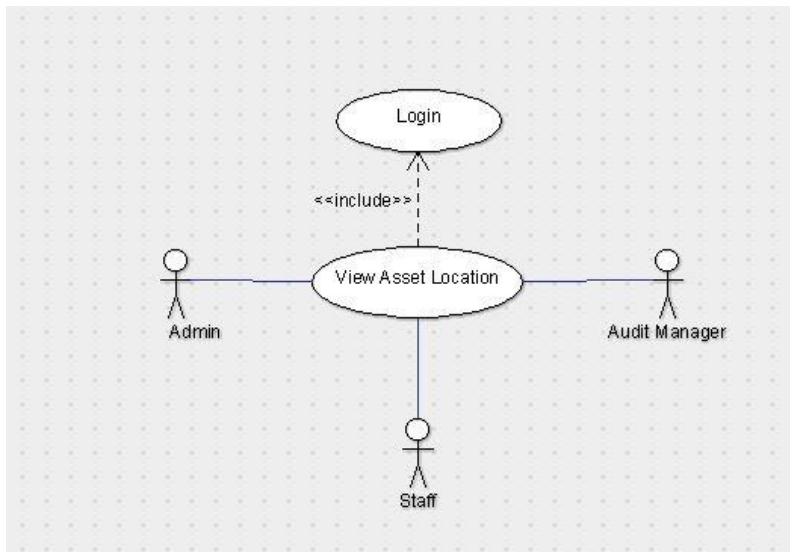 Login
<<include>>
View Asset Location
Admin
Audit Manager
Staff